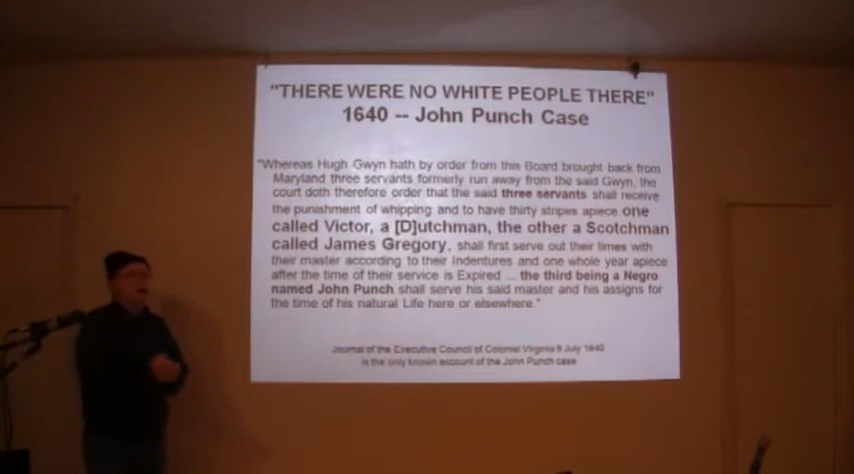 "THERE WERE NO WHITE PEOPLE THERE"
1640 -- John Punch Case
"Whereas Hugh Gwyn hath by order from this Board brought back from
Maryland three servants formerly run away from the said Gwyn, the
court doth therefore order that the said three servants shall receive
the punishment of whipping and to have thirty stripes apiece one
called Victor, a [D]utchman, the other a Scotchman
called James Gregory, shall first serve out their times with
their master according to their Indentures and one whole year apiece
after the time of their service is Expired ... the third being a Negro
named John Punch shall serve his said master and his assigns for
the time of his natural Life here or elsewhere."
Journal of the Executive Council of Colonial Virginia 9 July 1640
is the only known account of the John Punch case